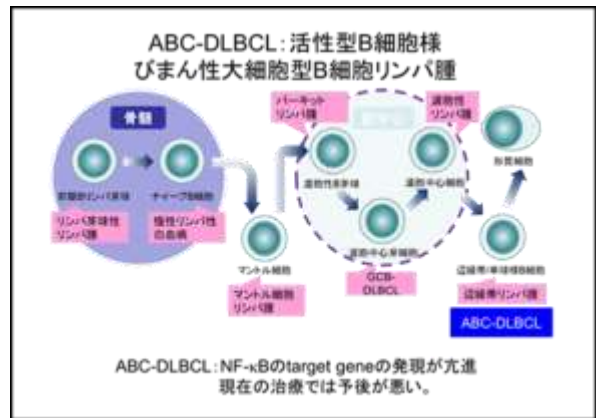 ABC-DLBCL：活性型B細胞様
びまん性大細胞型B細胞リンパ腫
バーキット
リンパ腫
濾胞性
リンパ腫
骨髄
形質細胞
前駆Bリンパ芽球
ナイーブB細胞
濾胞性B芽球
濾胞中心細胞
リンパ芽球性
リンパ腫
慢性リンパ性
白血病
濾胞中心芽細胞
マントル細胞
辺縁帯/単球様B細胞
マントル細胞
リンパ腫
GCB-
DLBCL
辺縁帯リンパ腫
ABC-DLBCL
ABC-DLBCL：NF-κBのtarget geneの発現が亢進
現在の治療では予後が悪い。